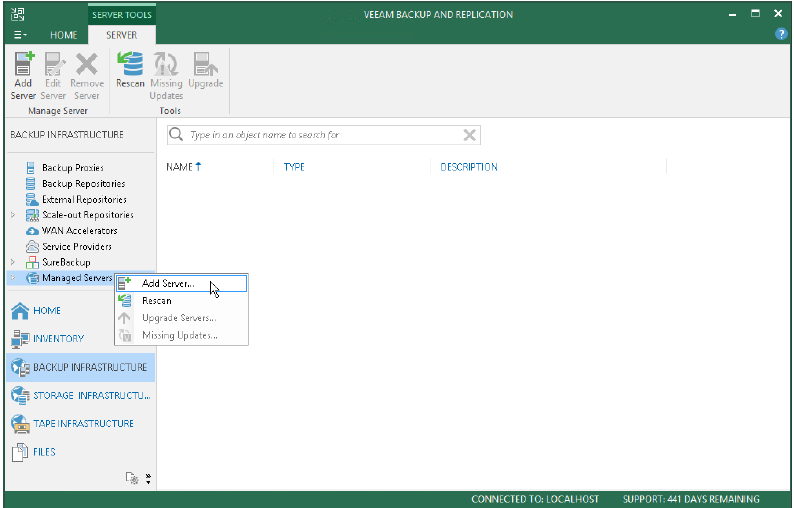 SERVER TOOLS
VEEAM BACKUP AND REPLICATION
HOME
SERVER
?
Add
Server
Edit
Server
Remove
Server
Rescan
Missing
Updates
Upgrade
Manage Server
Tools
BACKUP INFRASTRUCTURE
Type in an object name to search for
NAME
TYPE
DESCRIPTION
Backup Proxies
Backup Repositories
External Repositories
Scale-out Repositories
WAN Accelerators
Service Providers
SureBackup
Managed Servers
Add Server...
Rescan
Upgrade Servers...
Missing Updates...
HOME
INVENTORY
BACKUP INFRASTRUCTURE
STORAGE INFRASTRUCTU...
TAPE INFRASTRUCTURE
FILES
CONNECTED TO: LOCALHOST
SUPPORT: 441 DAYS REMAINING